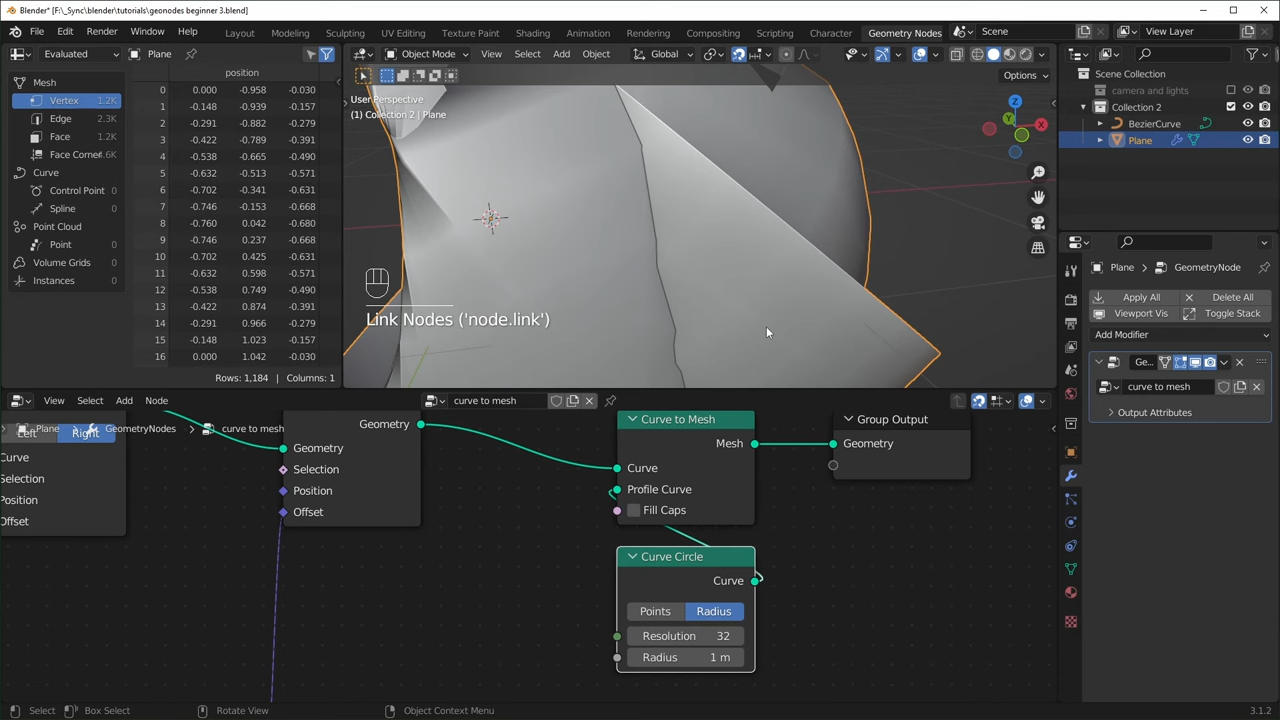 Blender* [F:\_Sync\blender\tutorials\geonodes beginner 3.blend]
File Edit Render Window Help Layout Modeling Sculpting UV Editing Texture Paint Shading Animation Rendering Compositing Scripting Character Geometry Nodes Scene View Layer
Evaluated Plane
Object Mode View Select Add Object Global
Options
Mesh
Vertex 1.2K
Edge 2.3K
Face 1.2K
Face Corner 4.6K
Curve
Control Point 0
Spline 0
Point Cloud
Point 0
Volume Grids 0
Instances 0
position
0 0.000 -0.958 -0.030
1 -0.148 -0.939 -0.157
2 -0.291 -0.882 -0.279
3 -0.422 -0.789 -0.391
4 -0.538 -0.665 -0.490
5 -0.632 -0.513 -0.571
6 -0.702 -0.341 -0.631
7 -0.746 -0.153 -0.668
8 -0.760 0.042 -0.680
9 -0.746 0.237 -0.668
10 -0.702 0.425 -0.631
11 -0.632 0.598 -0.571
12 -0.538 0.749 -0.490
13 -0.422 0.874 -0.391
14 -0.291 0.966 -0.279
15 -0.148 1.023 -0.157
16 0.000 1.042 -0.030
Rows: 1,184 | Columns: 1
User Perspective
(1) Collection 2 | Plane
Link Nodes ('node.link')
Z
Y
X
Scene Collection
camera and lights
Collection 2
BezierCurve
Plane
Plane GeometryNode
Apply All Delete All
Viewport Vis Toggle Stack
Add Modifier
Ge...
curve to mesh
Output Attributes
View Select Add Node curve to mesh
Plane GeometryNodes curve to mesh
Left Right
Curve
Selection
Position
Offset
Geometry
Geometry
Selection
Position
Offset
Curve to Mesh
Mesh
Curve
Profile Curve
Fill Caps
Curve Circle
Curve
Points Radius
Resolution 32
Radius 1 m
Group Output
Geometry
Select Box Select Rotate View Object Context Menu 3.1.2